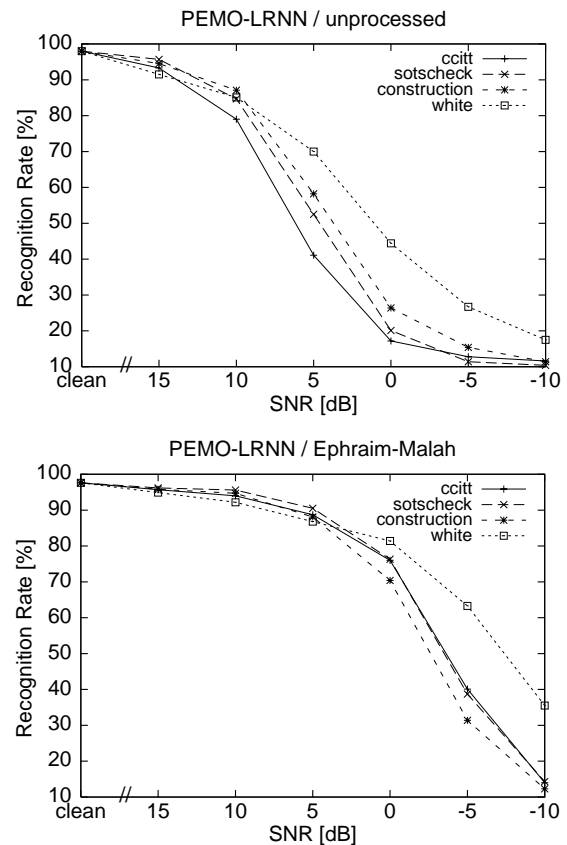 PEMO-LRNN / unprocessed
100
90
80
70
60
50
40
30
20
10
Recognition Rate [%]
ccitt
sotscheck
construction
white
clean // 15 10 5 0 -5 -10
SNR [dB]
PEMO-LRNN / Ephraim-Malah
100
90
80
70
60
50
40
30
20
10
Recognition Rate [%]
ccitt
sotscheck
construction
white
clean // 15 10 5 0 -5 -10
SNR [dB]